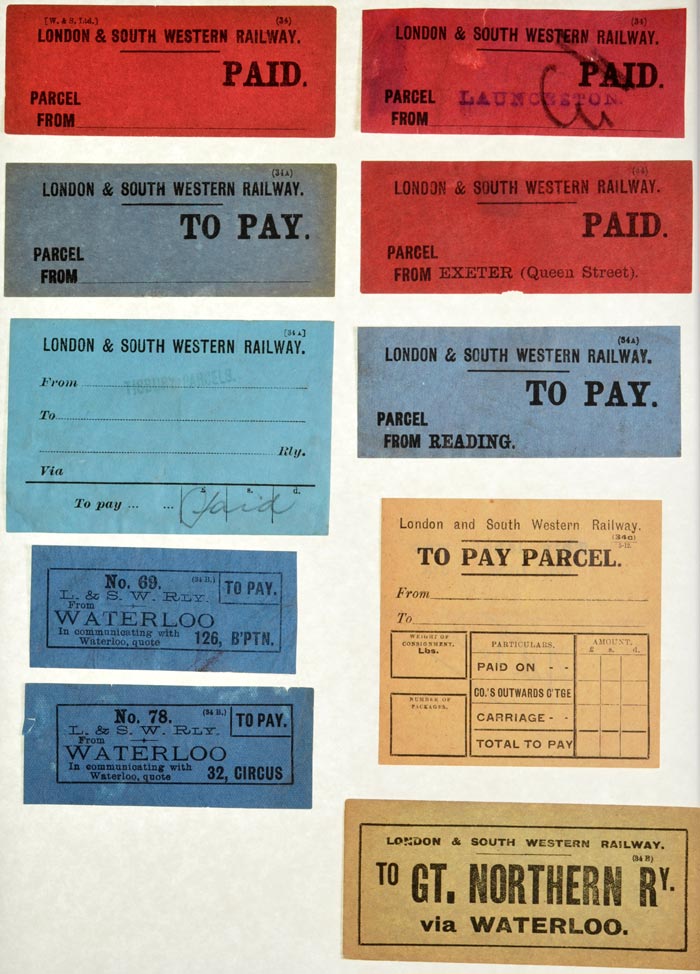 [W. & S. Ltd.] (34)
LONDON & SOUTH WESTERN RAILWAY.
PAID.
PARCEL
FROM
(34)
LONDON & SOUTH WESTERN RAILWAY.
PAID.
PARCEL LAUNCESTON.
FROM
(34A)
LONDON & SOUTH WESTERN RAILWAY.
TO PAY.
PARCEL
FROM
LONDON & SOUTH WESTERN RAILWAY.
PAID.
PARCEL
FROM EXETER (Queen Street).
[34A]
LONDON & SOUTH WESTERN RAILWAY.
From
To
Rly.
Via
£ s. d.
To pay ... ... Paid
(34A)
LONDON & SOUTH WESTERN RAILWAY.
TO PAY.
PARCEL
FROM READING.
No. 69. (34 B.) TO PAY.
L. & S. W. RLY.
From
WATERLOO
In communicating with
Waterloo, quote 126, B'PTN.
London and South Western Railway.
(34C)
TO PAY PARCEL.
From
To
WEIGHT OF CONSIGNMENT.
Lbs.
NUMBER OF PACKAGES.
PARTICULARS. AMOUNT.
£ s. d.
PAID ON - -
CO.'S OUTWARDS C'TGE
CARRIAGE - -
TOTAL TO PAY
No. 78. (34 B.) TO PAY.
L. & S. W. RLY.
From
WATERLOO
In communicating with
Waterloo, quote 32, CIRCUS
LONDON & SOUTH WESTERN RAILWAY.
(34 B)
TO GT. NORTHERN RY.
via WATERLOO.